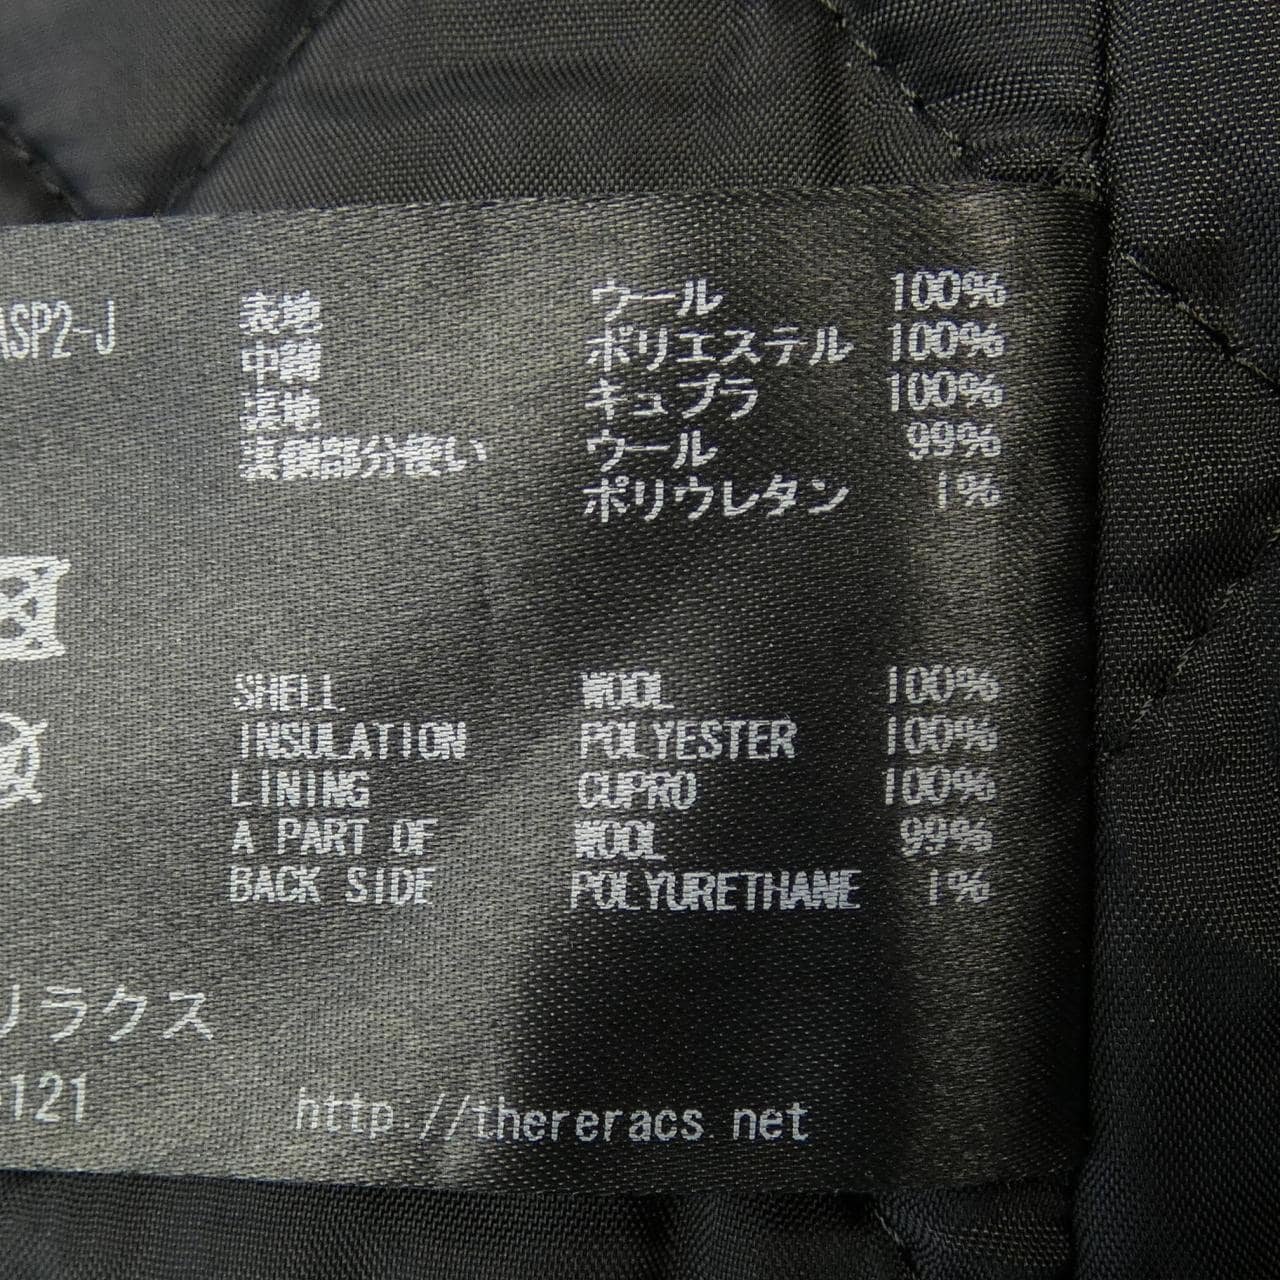 ASP2-J
表地 ウール 100%
中綿 ポリエステル 100%
裏地 キュプラ 100%
裏側部分使い ウール 99%
ポリウレタン 1%
SHELL WOOL 100%
INSULATION POLYESTER 100%
LINING CUPRO 100%
A PART OF WOOL 99%
BACK SIDE POLYURETHANE 1%
リラクス
121
http://thereracs.net